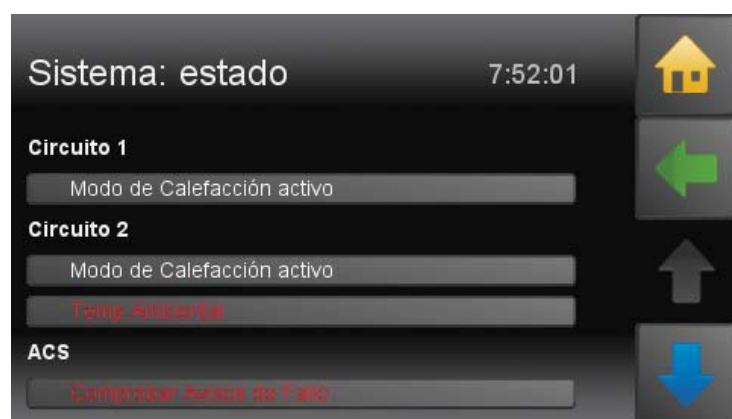 Sistema: estado 7:52:01
Circuito 1
Modo de Calefacción activo
Circuito 2
Modo de Calefacción activo
Temp Ambiental
ACS
Comprobar Avisos de Fallo